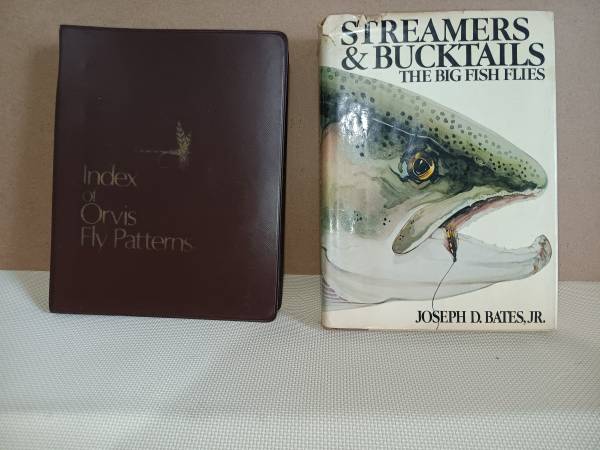 Index
of
Orvis
Fly Patterns
STREAMERS
& BUCKTAILS
THE BIG FISH FLIES
JOSEPH D. BATES, JR.